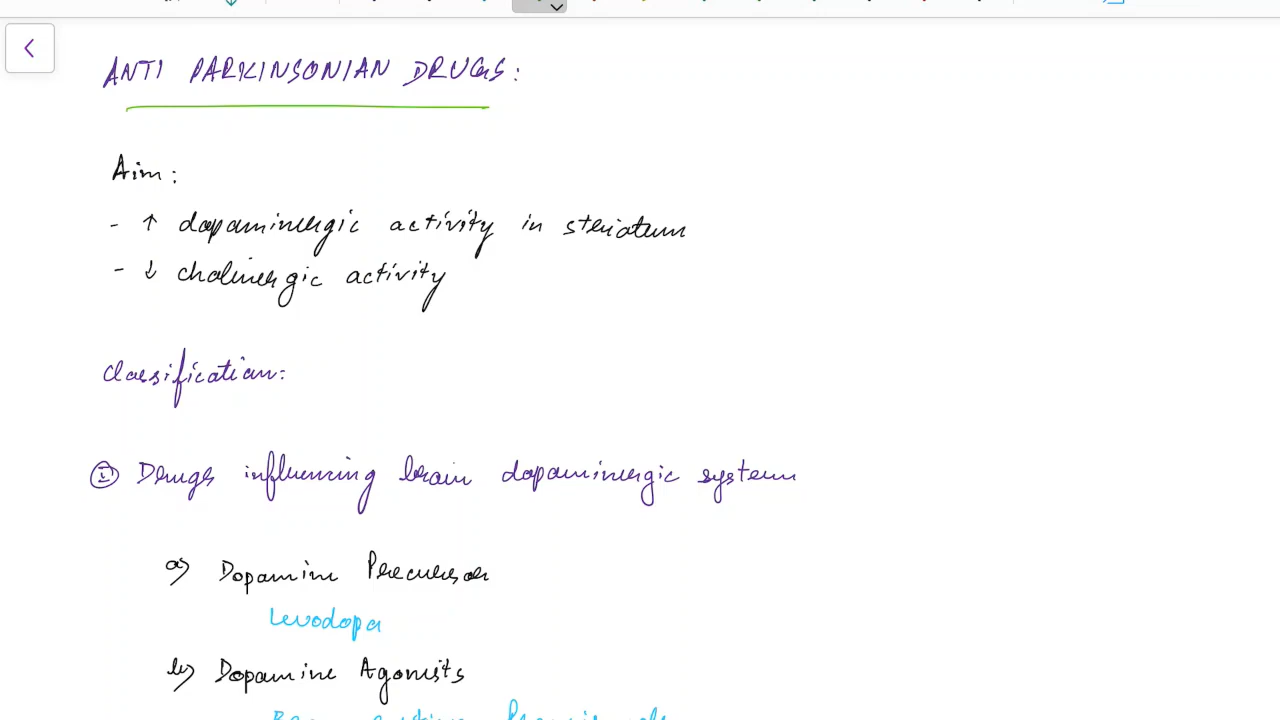 ANTI PARKINSONIAN DRUGS:
Aim:
- ↑ dopaminergic activity in striatum
- ↓ cholinergic activity
Classification:
I Drugs influencing brain dopaminergic system
a) Dopamine Precursor
Levodopa
b) Dopamine Agonists